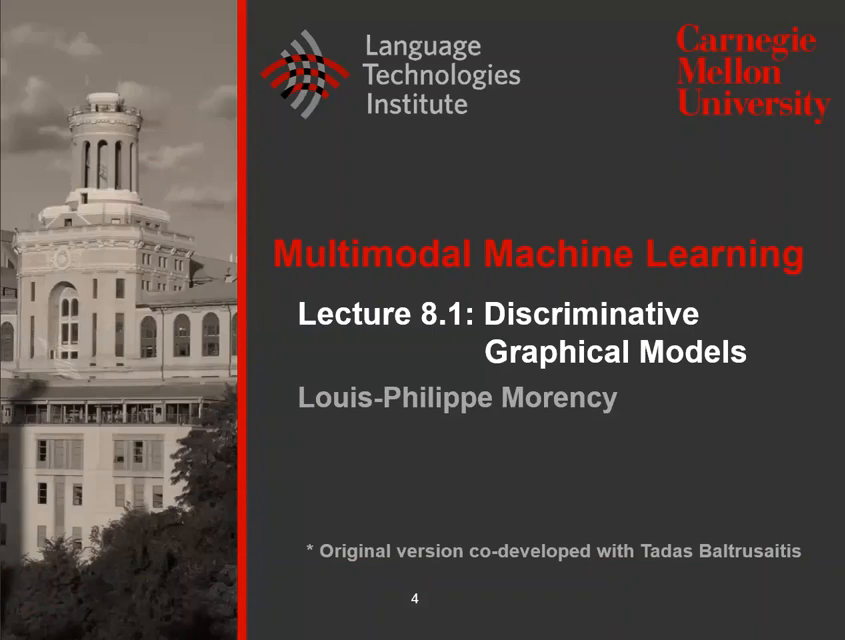 Language
Technologies
Institute
Carnegie
Mellon
University
Multimodal Machine Learning
Lecture 8.1: Discriminative
Graphical Models
Louis-Philippe Morency
* Original version co-developed with Tadas Baltrusaitis
4